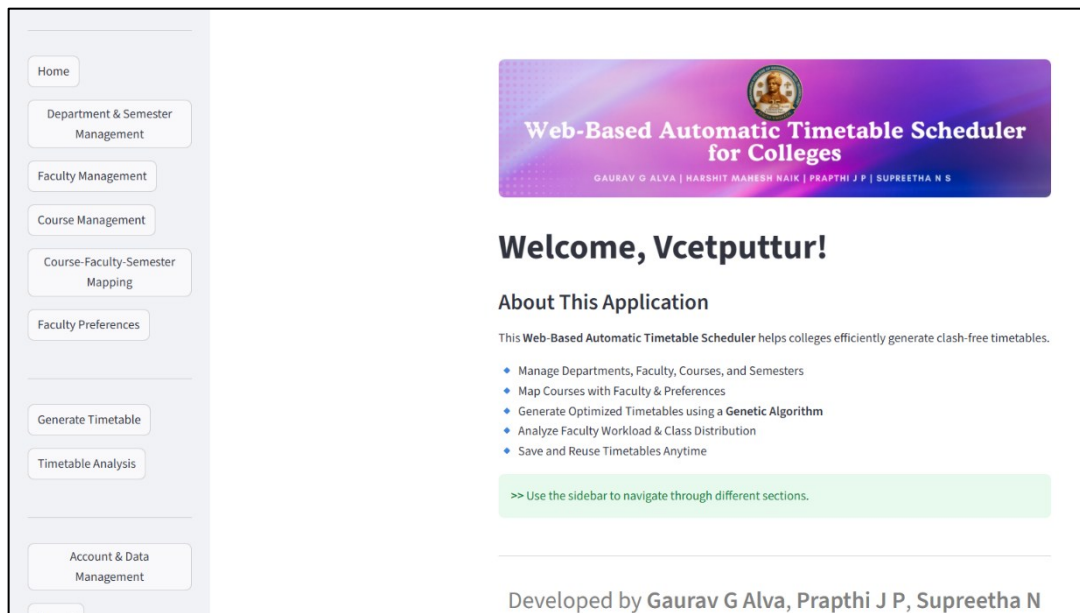 Home
Department & Semester
Management
Faculty Management
Course Management
Course-Faculty-Semester
Mapping
Faculty Preferences
Generate Timetable
Timetable Analysis
Account & Data
Management
Web-Based Automatic Timetable Scheduler
for Colleges
GAURAV G ALVA | HARSHIT MAHESH NAIK | PRAPTHI J P | SUPREETHA N S
Welcome, Vcetputtur!
About This Application
This Web-Based Automatic Timetable Scheduler helps colleges efficiently generate clash-free timetables.
Manage Departments, Faculty, Courses, and Semesters
Map Courses with Faculty & Preferences
Generate Optimized Timetables using a Genetic Algorithm
Analyze Faculty Workload & Class Distribution
Save and Reuse Timetables Anytime
>> Use the sidebar to navigate through different sections.
Developed by Gaurav G Alva, Prapthi J P, Supreetha N